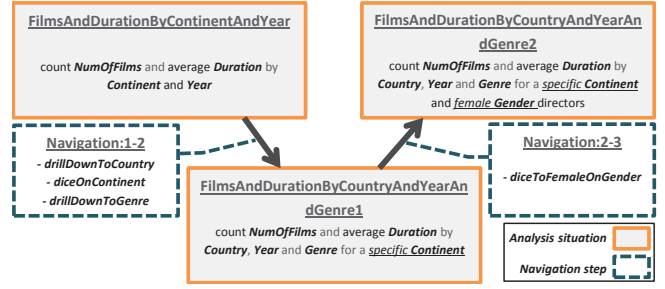 FilmsAndDurationByContinentAndYear
count NumOfFilms and average Duration by
Continent and Year
FilmsAndDurationByCountryAndYearAn
dGenre2
count NumOfFilms and average Duration by
Country, Year and Genre for a specific Continent
and female Gender directors
Navigation:1-2
- drillDownToCountry
- diceOnContinent
- drillDownToGenre
Navigation:2-3
- diceToFemaleOnGender
FilmsAndDurationByCountryAndYearAn
dGenre1
count NumOfFilms and average Duration by
Country, Year and Genre for a specific Continent
Analysis situation
Navigation step